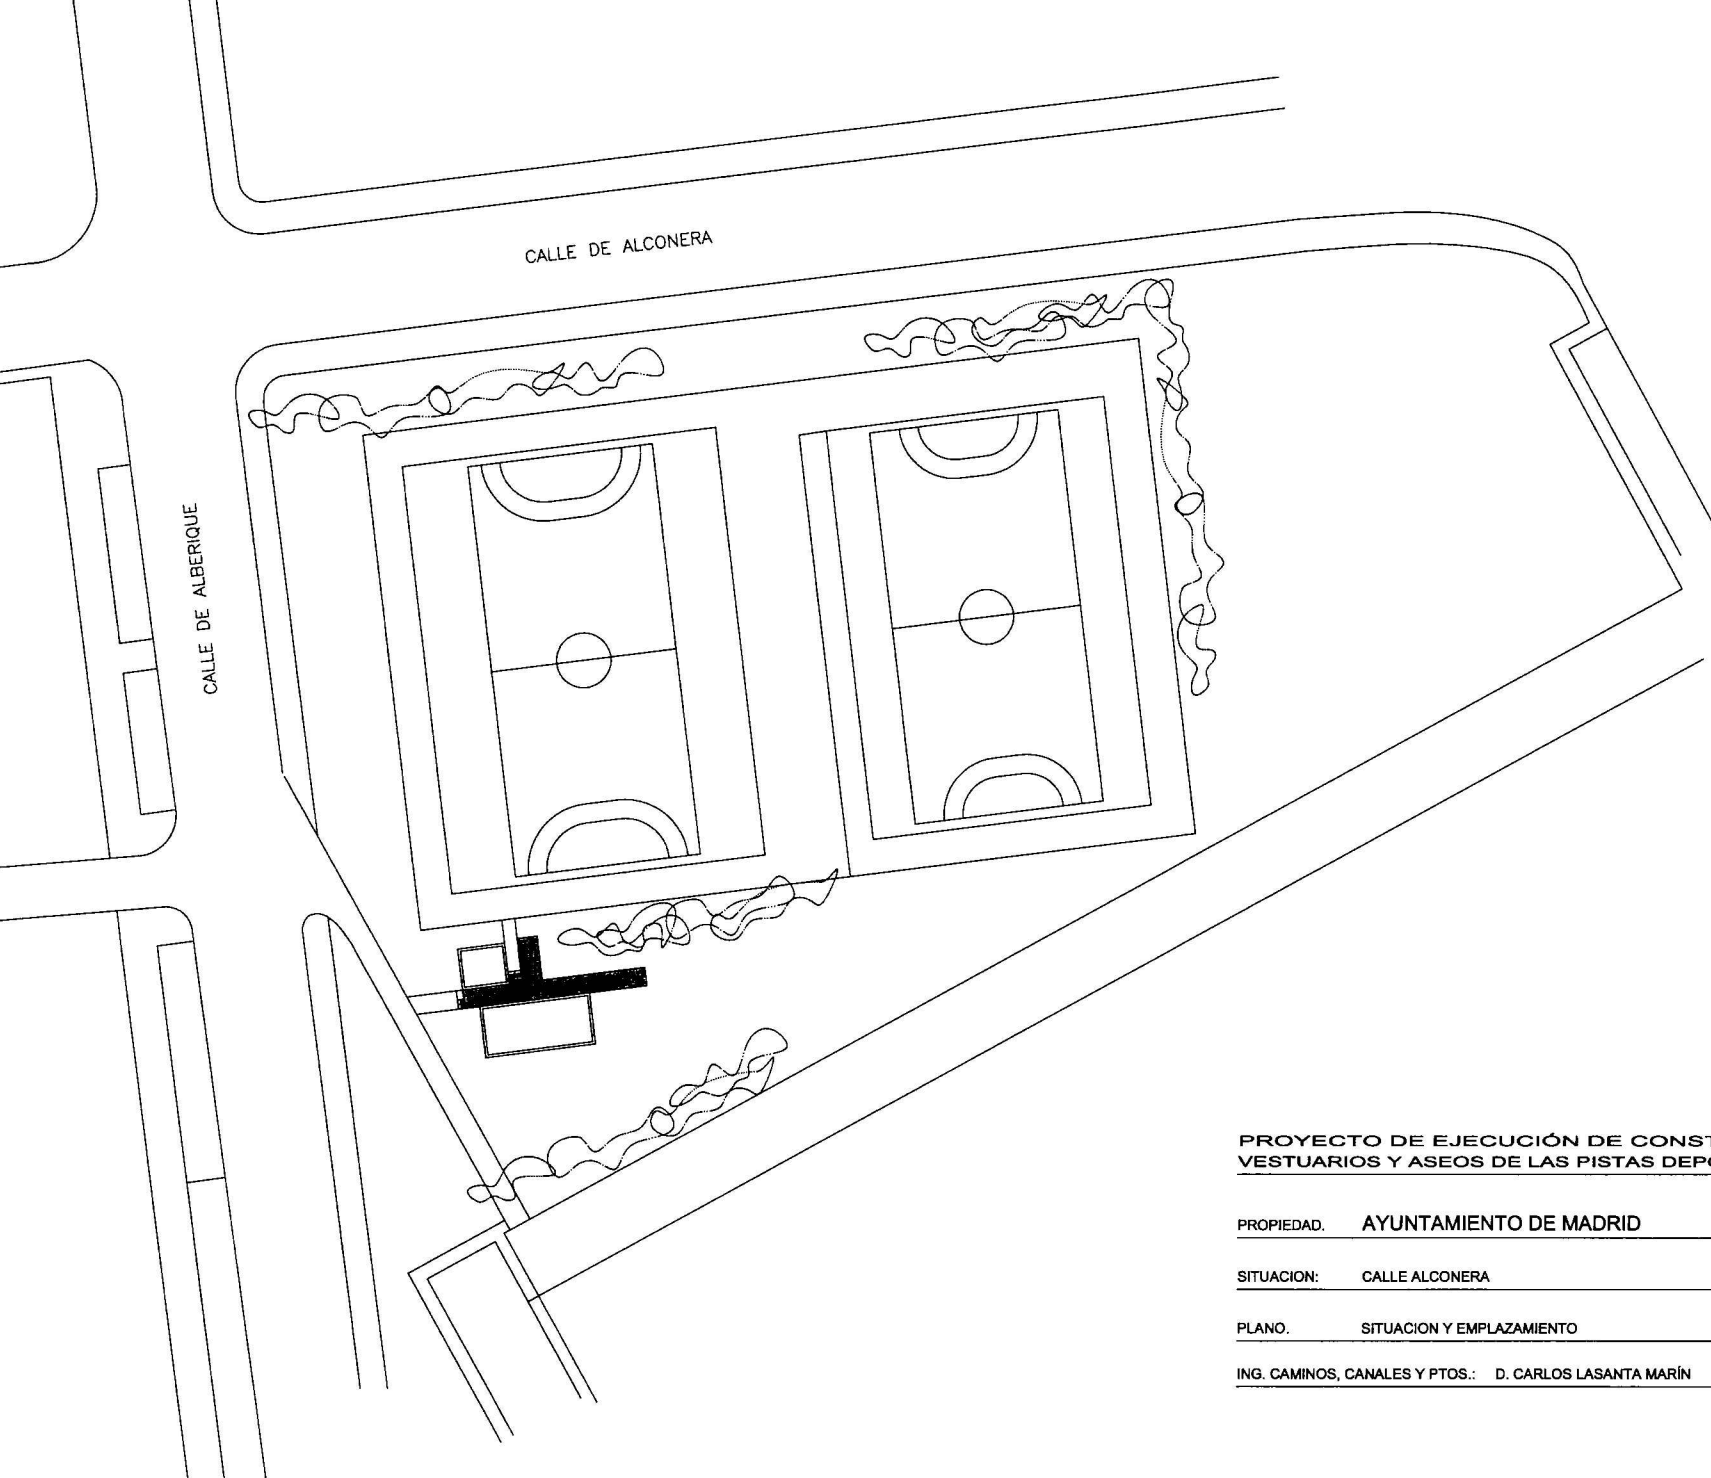 CALLE DE ALCONERA
CALLE DE ALBERIQUE
PROYECTO DE EJECUCIÓN DE CONST
VESTUARIOS Y ASEOS DE LAS PISTAS DEP
PROPIEDAD. AYUNTAMIENTO DE MADRID
SITUACION: CALLE ALCONERA
PLANO. SITUACION Y EMPLAZAMIENTO
ING. CAMINOS, CANALES Y PTOS.: D. CARLOS LASANTA MARÍN